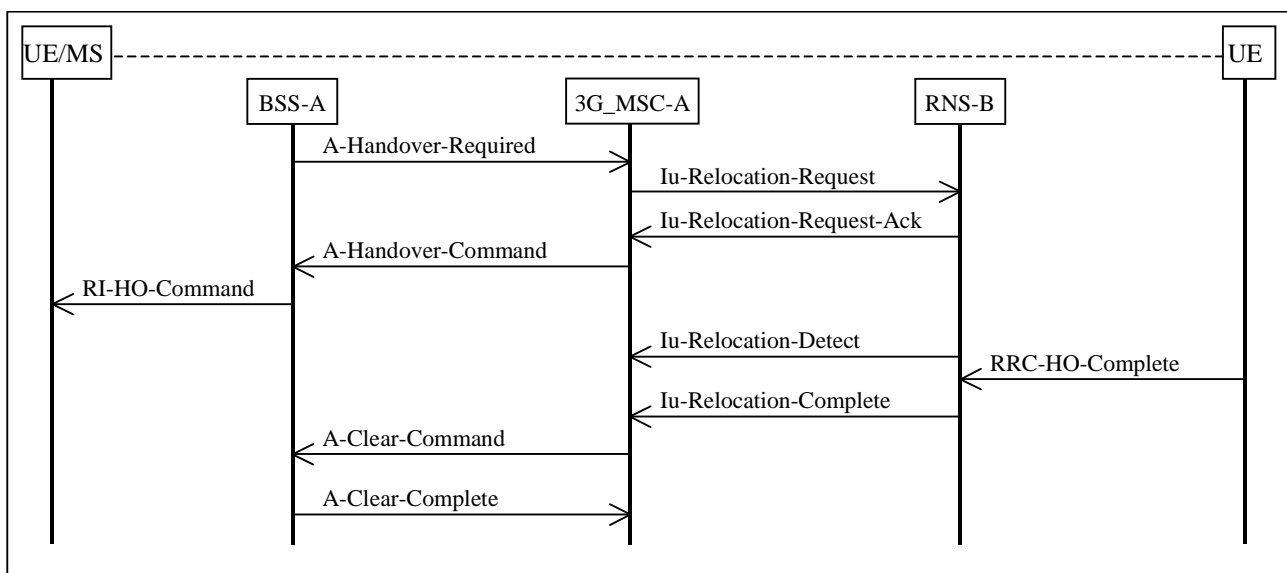 UE/MS
UE
BSS-A
3G_MSC-A
RNS-B
A-Handover-Required
Iu-Relocation-Request
Iu-Relocation-Request-Ack
A-Handover-Command
RI-HO-Command
Iu-Relocation-Detect
RRC-HO-Complete
Iu-Relocation-Complete
A-Clear-Command
A-Clear-Complete